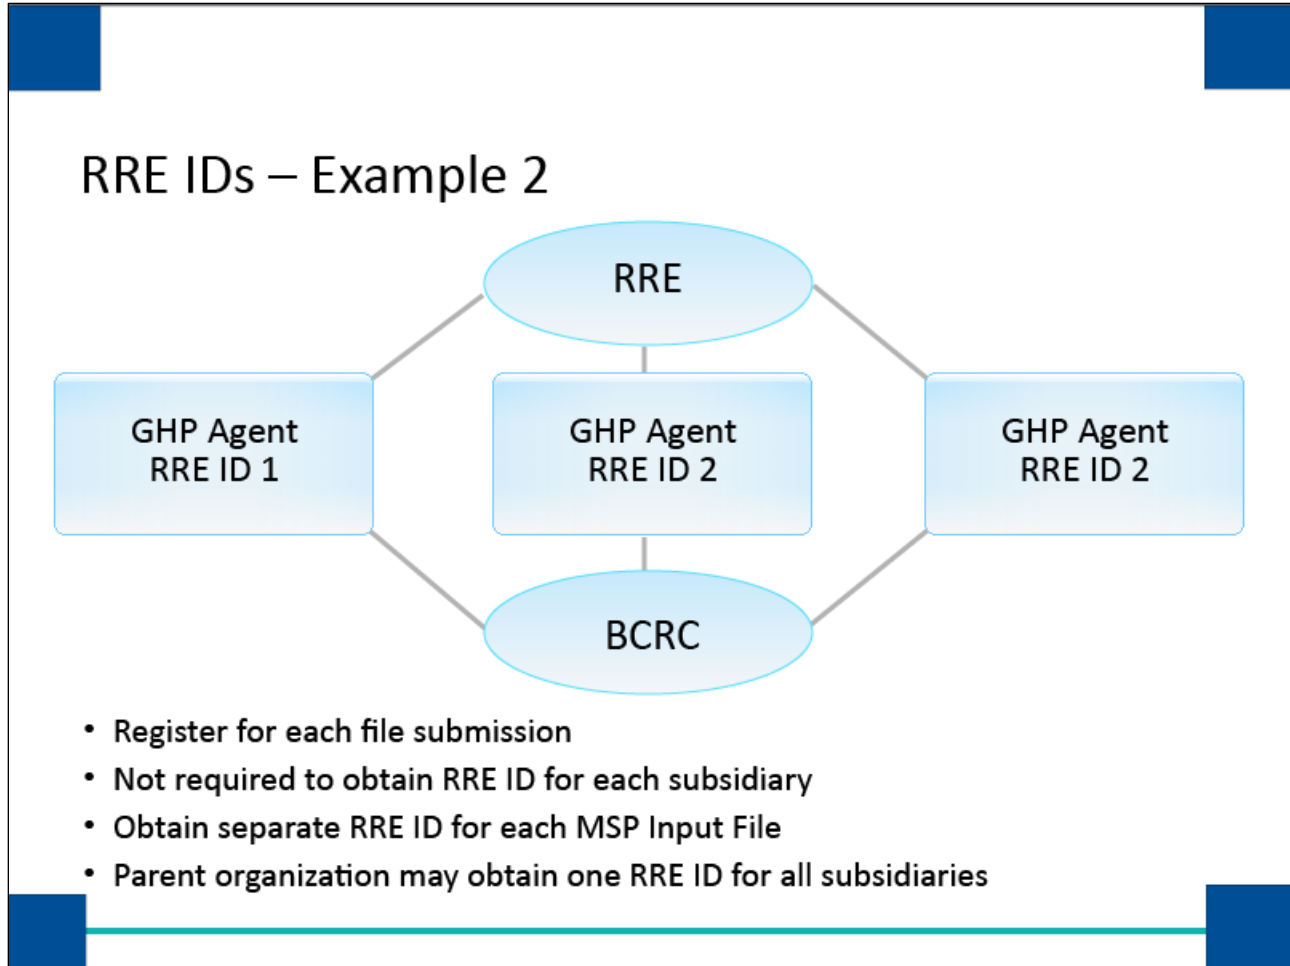 RRE IDs – Example 2
RRE
GHP Agent
RRE ID 1
GHP Agent
RRE ID 2
GHP Agent
RRE ID 2
BCRC
• Register for each file submission
• Not required to obtain RRE ID for each subsidiary
• Obtain separate RRE ID for each MSP Input File
• Parent organization may obtain one RRE ID for all subsidiaries